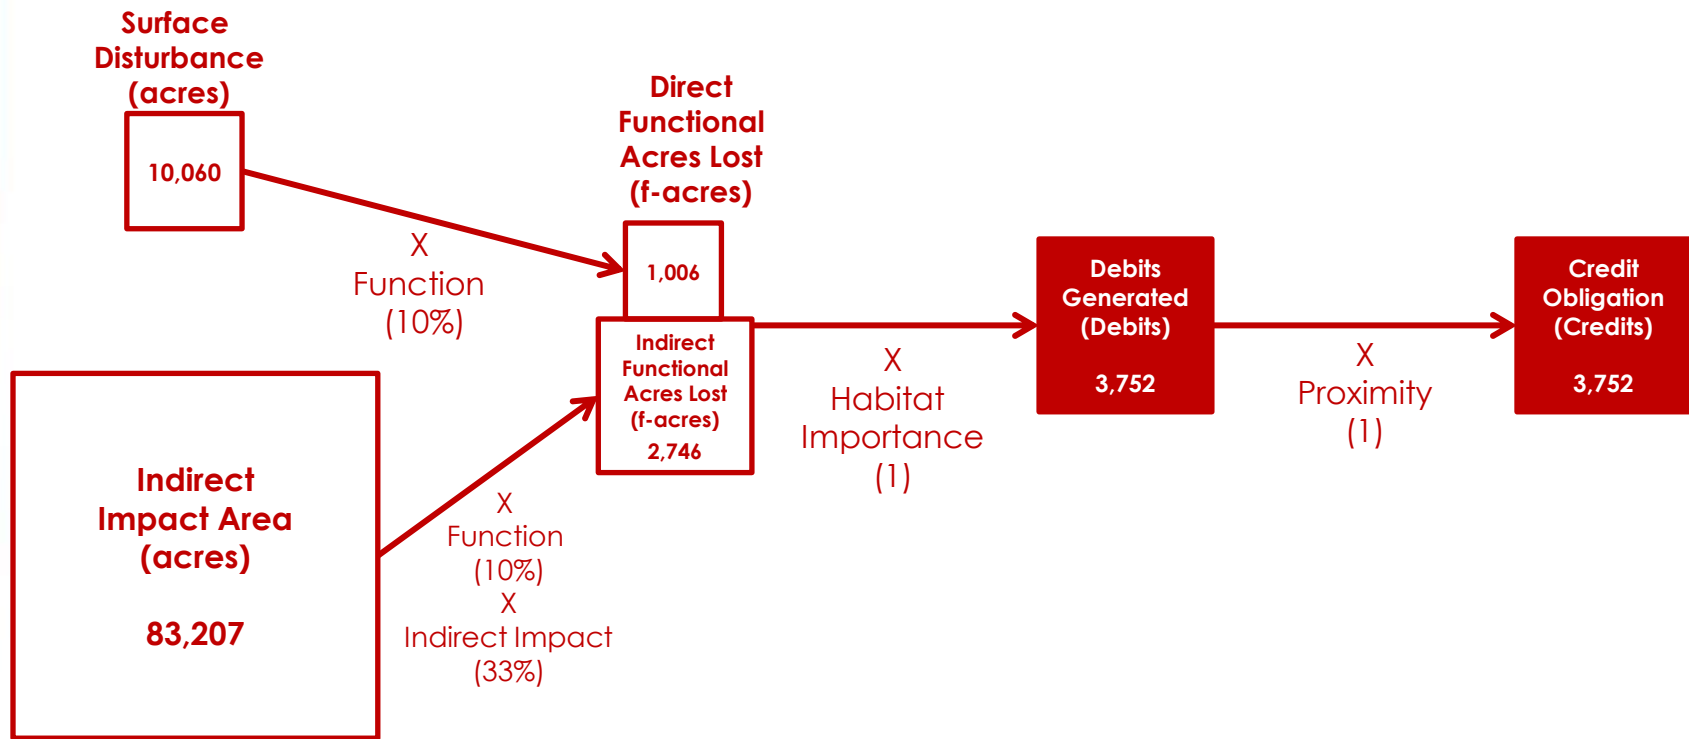 Surface
Disturbance
(acres)
10,060
X
Function
(10%)
Direct
Functional
Acres Lost
(f-acres)
1,006
Indirect
Functional
Acres Lost
(f-acres)
2,746
Indirect
Impact Area
(acres)
83,207
X
Function
(10%)
X
Indirect Impact
(33%)
X
Habitat
Importance
(1)
Debits
Generated
(Debits)
3,752
X
Proximity
(1)
Credit
Obligation
(Credits)
3,752